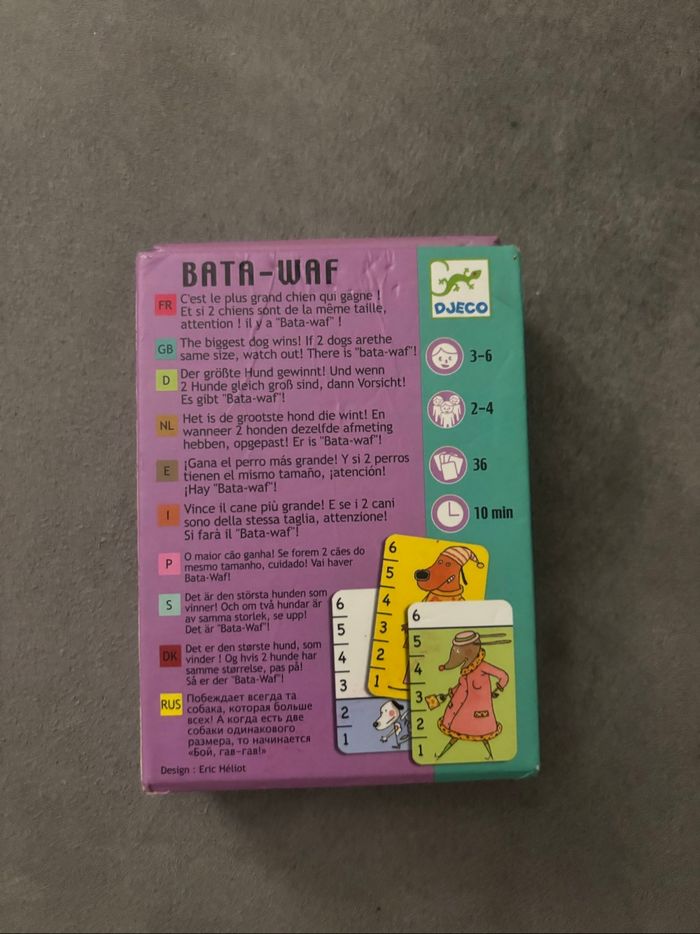 BATA-WAF
FR
C'est le plus grand chien qui gagne !
Et si 2 chiens sont de la même taille,
attention ! il y a "Bata-waf" !
GB
The biggest dog wins! If 2 dogs arethe
same size, watch out! There is "bata-waf"!
D
Der größte Hund gewinnt! Und wenn
2 Hunde gleich groß sind, dann Vorsicht!
Es gibt "Bata-waf"!
NL
Het is de grootste hond die wint! En
wanneer 2 honden dezelfde afmeting
hebben, opgepast! Er is "Bata-waf"!
E
¡Gana el perro más grande! Y si 2 perros
tienen el mismo tamaño, ¡atención!
¡Hay "Bata-waf"!
I
Vince il cane più grande! E se i 2 cani
sono della stessa taglia, attenzione!
Si farà il "Bata-waf"!
P
O maior cão ganha! Se forem 2 cães do
mesmo tamanho, cuidado! Vai haver
Bata-Waf!
S
Det är den största hunden som
vinner! Och om två hundar är
av samma storlek, se upp!
Det är "Bata-Waf"!
DK
Det er den største hund, som
vinder ! Og hvis 2 hunde har
samme størrelse, pas på!
Så er der "Bata-Waf"!
RUS
Побеждает всегда та
собака, которая больше
всех! А когда есть две
собаки одинакового
размера, то начинается
«Бой, гав-гав!»
Design : Eric Héliot
DJECO
3-6
2-4
36
10 min
6
5
4
3
2
1
6
5
4
3
2
1
6
5
4
3
2
1